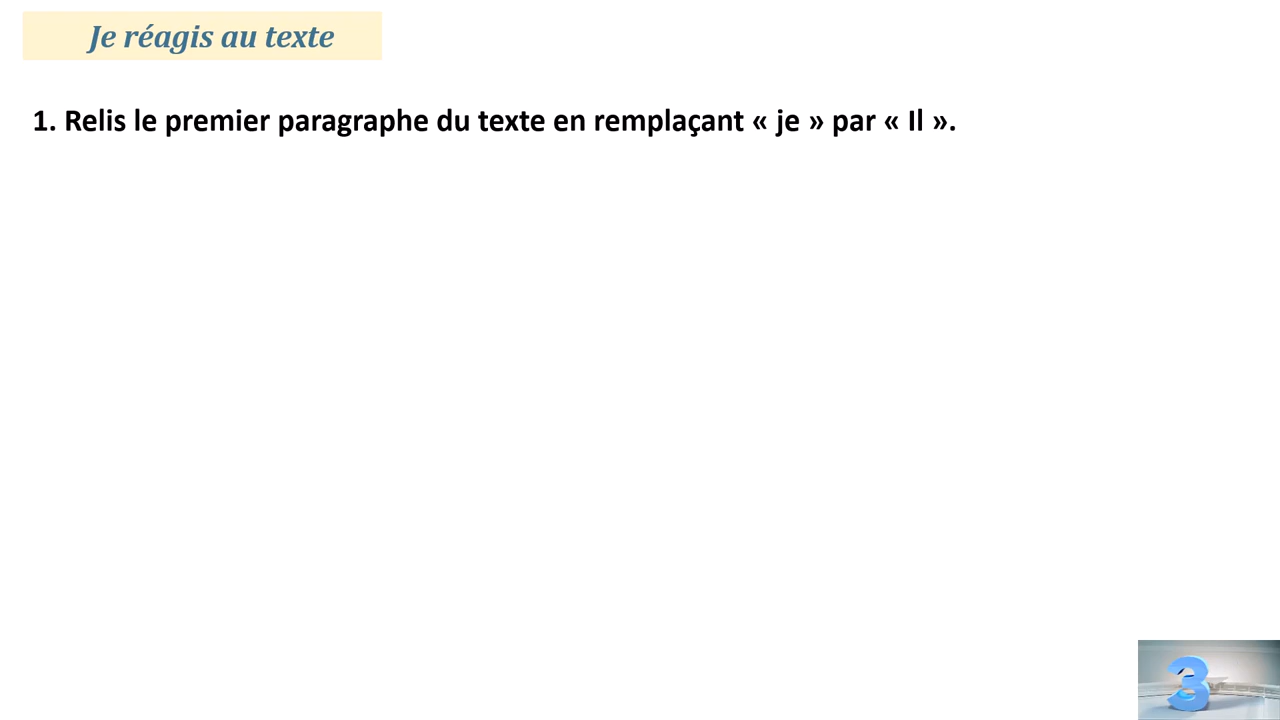 Je réagis au texte
1. Relis le premier paragraphe du texte en remplaçant « je » par « Il ».
3